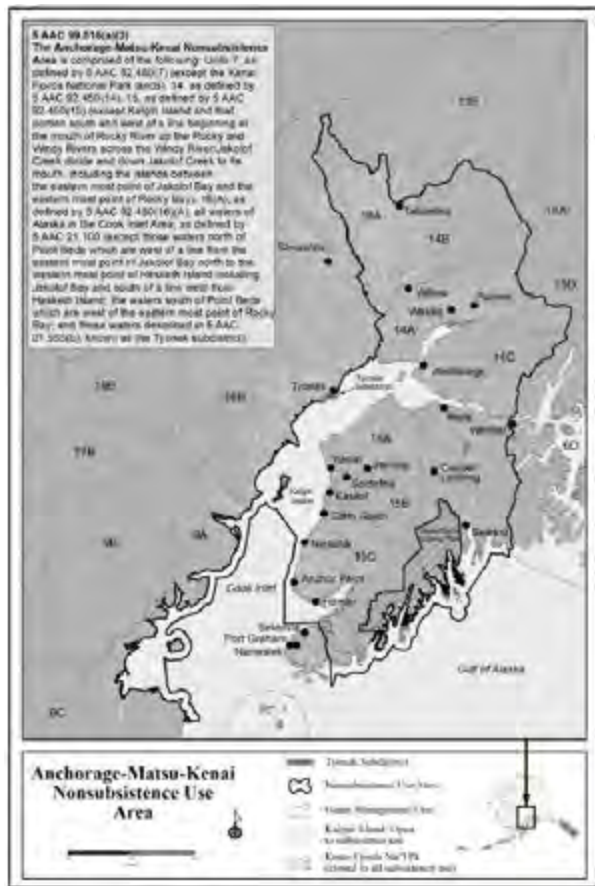 5 AAC 99.015(a)(3)
The Anchorage-Matsu-Kenai Nonsubsistence
Area is comprised of the following: Units 7, as
defined by 5 AAC 92.450(7) (except the Kenai
Fjords National Park lands), 14, as defined by
5 AAC 92.450(14), 15, as defined by 5 AAC
92.450(15) (except Kalgin Island and that
portion south and west of a line beginning at
the mouth of Rocky River up the Rocky and
Windy Rivers across the Windy River/Jakolof
Creek divide and down Jakolof Creek to its
mouth, including the islands between
the eastern most point of Jakolof Bay and the
eastern most point of Rocky Bay), 16(A), as
defined by 5 AAC 92.450(16)(A), all waters of
Alaska in the Cook Inlet Area, as defined by
5 AAC 21.100 (except those waters north of
Point Bede which are west of a line from the
eastern most point of Jakolof Bay north to the
western most point of Hesketh Island including
Jakolof Bay and south of a line west from
Hesketh Island; the waters south of Point Bede
which are west of the eastern most point of Rocky
Bay; and those waters described in 5 AAC
known as the Tyonek subdistrict)
13E
16A
Talkeetna
14B
Skwentna
Willow
Palmer
Wasilla
14A
13D
14C
Anchorage
Tyonek
Tyonek
Subdistrict
Hope
Whittier
19B
16B
17B
6D
15A
Kenai
Sterling
Cooper
Landing
Soldotna
Kasilof
Kalgin
Island
15B
Clam Gulch
Seward
9A
Ninilchik
15C
Cook Inlet
Anchor Point
Homer
Seldovia
Port Graham
Nanwalek
Gulf of Alaska
9C
Anchorage-Matsu-Kenai
Nonsubsistence Use
Area
Tyonek Subdistrict
Nonsubsistence Use Area
Game Management Unit
Kalgin Island Open
to subsistence use
Kenai Fjords Nat'l Pk
(closed to all subsistence use)